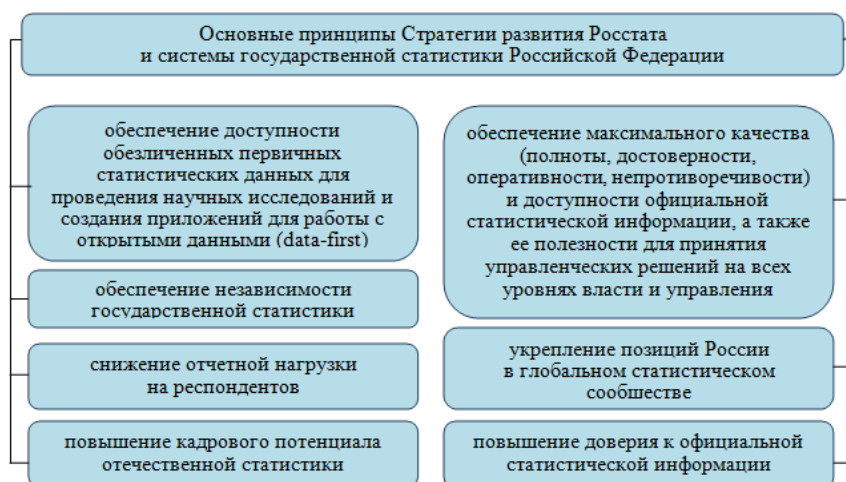 Основные принципы Стратегии развития Росстата
и системы государственной статистики Российской Федерации
обеспечение доступности
обезличенных первичных
статистических данных для
проведения научных исследований и
создания приложений для работы с
открытыми данными (data-first)
обеспечение независимости
государственной статистики
снижение отчетной нагрузки
на респондентов
повышение кадрового потенциала
отечественной статистики
обеспечение максимального качества
(полноты, достоверности,
оперативности, непротиворечивости)
и доступности официальной
статистической информации, а также
ее полезности для принятия
управленческих решений на всех
уровнях власти и управления
укрепление позиций России
в глобальном статистическом
сообшестве
повышение доверия к официальной
статистической информации